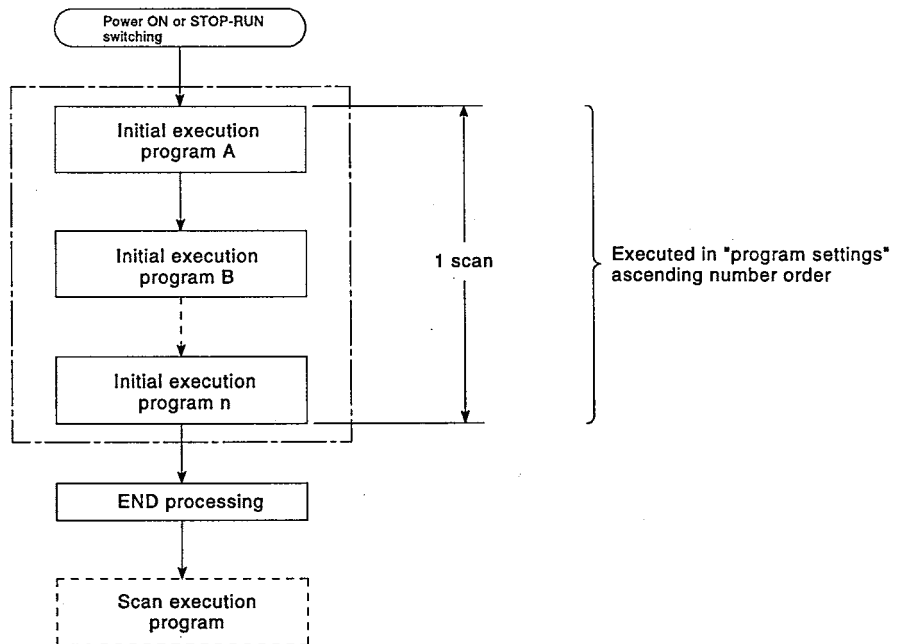 Power ON or STOP-RUN
switching
Initial execution
program A
Initial execution
program B
1 scan
Executed in "program settings"
ascending number order
Initial execution
program n
END processing
Scan execution
program